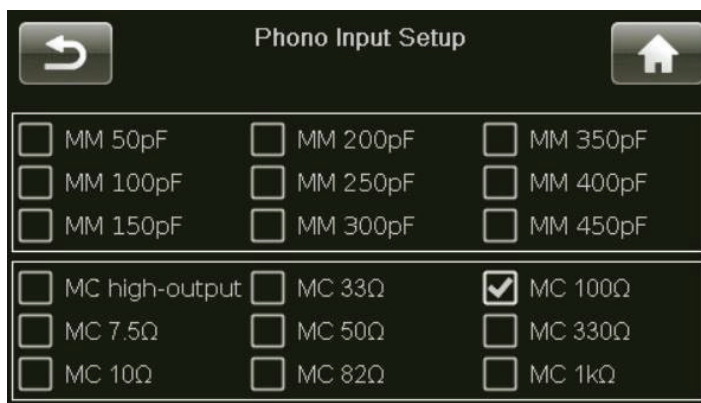 Phono Input Setup
MM 50pF MM 200pF MM 350pF
MM 100pF MM 250pF MM 400pF
MM 150pF MM 300pF MM 450pF
MC high-output MC 33Ω MC 100Ω
MC 7.5Ω MC 50Ω MC 330Ω
MC 10Ω MC 82Ω MC 1kΩ